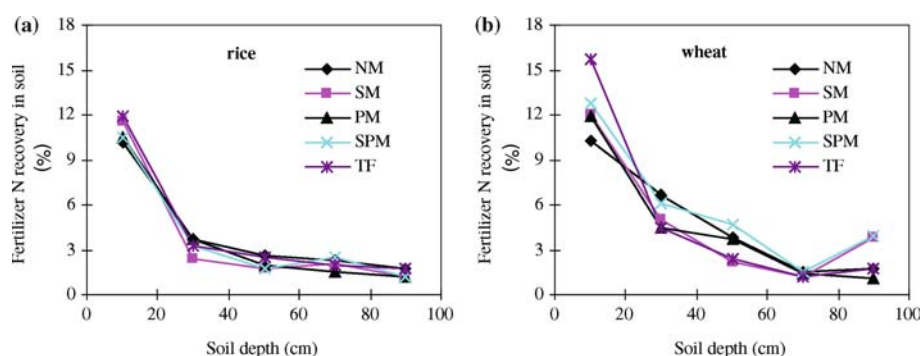 (a)
rice
Fertilizer N recovery in soil
(%)
18
15
12
9
6
3
0
NM
SM
PM
SPM
TF
0 20 40 60 80 100
Soil depth (cm)
(b)
wheat
Fertilizer N recovery in soil
(%)
18
15
12
9
6
3
0
NM
SM
PM
SPM
TF
0 20 40 60 80 100
Soil depth (cm)